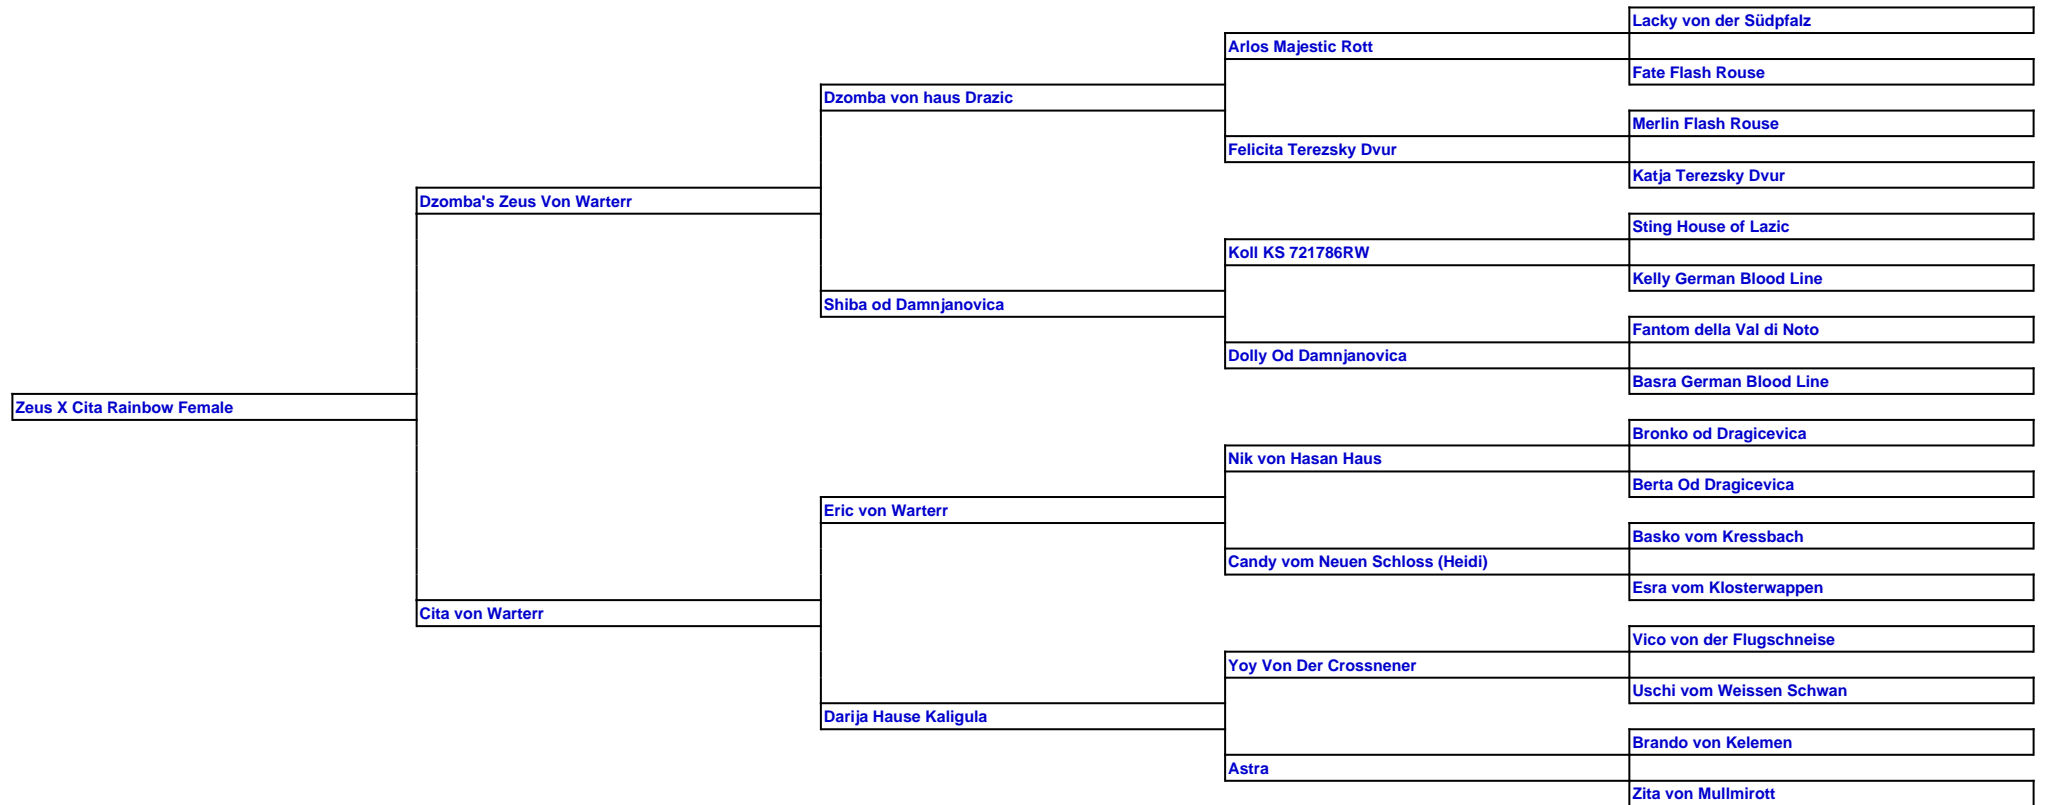 Lacky von der Südpfalz
Arlos Majestic Rott
Fate Flash Rouse
Dzomba von haus Drazic
Merlin Flash Rouse
Felicita Terezsky Dvur
Katja Terezsky Dvur
Dzomba's Zeus Von Warterr
Sting House of Lazic
Koll KS 721786RW
Kelly German Blood Line
Shiba od Damnjanovica
Fantom della Val di Noto
Dolly Od Damnjanovica
Basra German Blood Line
Zeus X Cita Rainbow Female
Bronko od Dragicevica
Nik von Hasan Haus
Berta Od Dragicevica
Eric von Warterr
Basko vom Kressbach
Candy vom Neuen Schloss (Heidi)
Esra vom Klosterwappen
Cita von Warterr
Vico von der Flugschneise
Yoy Von Der Crossnener
Uschi vom Weissen Schwan
Darija Hause Kaligula
Brando von Kelemen
Astra
Zita von Mullmirott